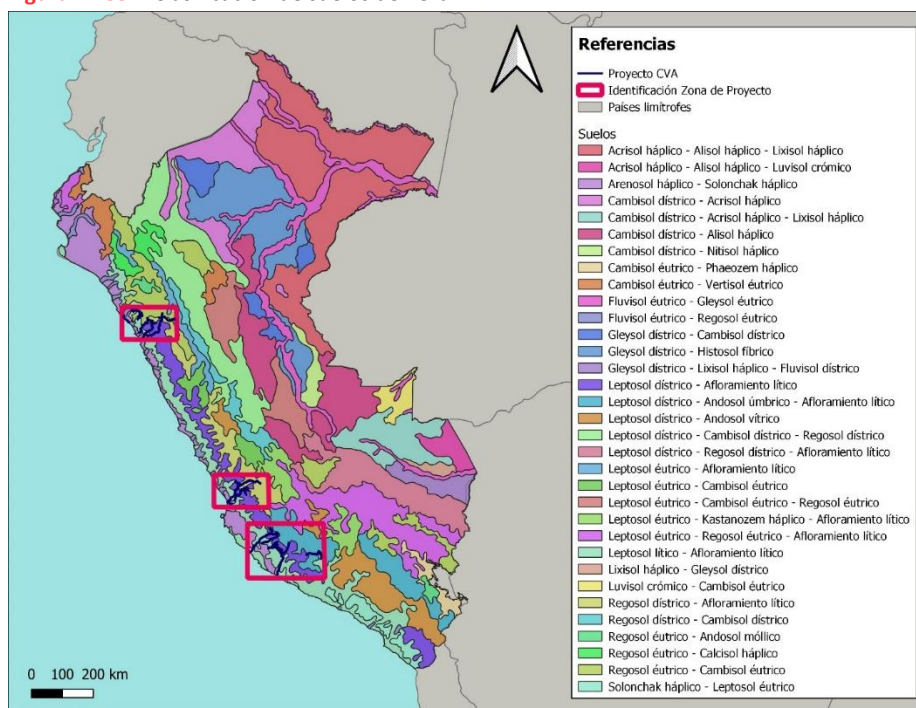 Referencias
Proyecto CVA
Identificación Zona de Proyecto
Países limítrofes
Suelos
Acrisol háplico - Alisol háplico - Lixisol háplico
Acrisol háplico - Alisol háplico - Luvisol crómico
Arenosol háplico - Solonchak háplico
Cambisol dístrico - Acrisol háplico
Cambisol dístrico - Acrisol háplico - Lixisol háplico
Cambisol dístrico - Alisol háplico
Cambisol dístrico - Nitisol háplico
Cambisol éutrico - Phaeozem háplico
Cambisol éutrico - Vertisol éutrico
Fluvisol éutrico - Gleysol éutrico
Fluvisol éutrico - Regosol éutrico
Gleysol dístrico - Cambisol dístrico
Gleysol dístrico - Histosol fíbrico
Gleysol dístrico - Lixisol háplico - Fluvisol dístrico
Leptosol dístrico - Afloramiento lítico
Leptosol dístrico - Andosol úmbrico - Afloramiento lítico
Leptosol dístrico - Andosol vítrico
Leptosol dístrico - Cambisol dístrico - Regosol dístrico
Leptosol dístrico - Regosol dístrico - Afloramiento lítico
Leptosol éutrico - Afloramiento lítico
Leptosol éutrico - Cambisol éutrico
Leptosol éutrico - Cambisol éutrico - Regosol éutrico
Leptosol éutrico - Kastanozem háplico - Afloramiento lítico
Leptosol éutrico - Regosol éutrico - Afloramiento lítico
Leptosol lítico - Afloramiento lítico
Lixisol háplico - Gleysol dístrico
Luvisol crómico - Cambisol éutrico
Regosol dístrico - Afloramiento lítico
Regosol dístrico - Cambisol dístrico
Regosol éutrico - Andosol móllico
Regosol éutrico - Calcisol háplico
Regosol éutrico - Cambisol éutrico
Solonchak háplico - Leptosol éutrico
0 100 200 km